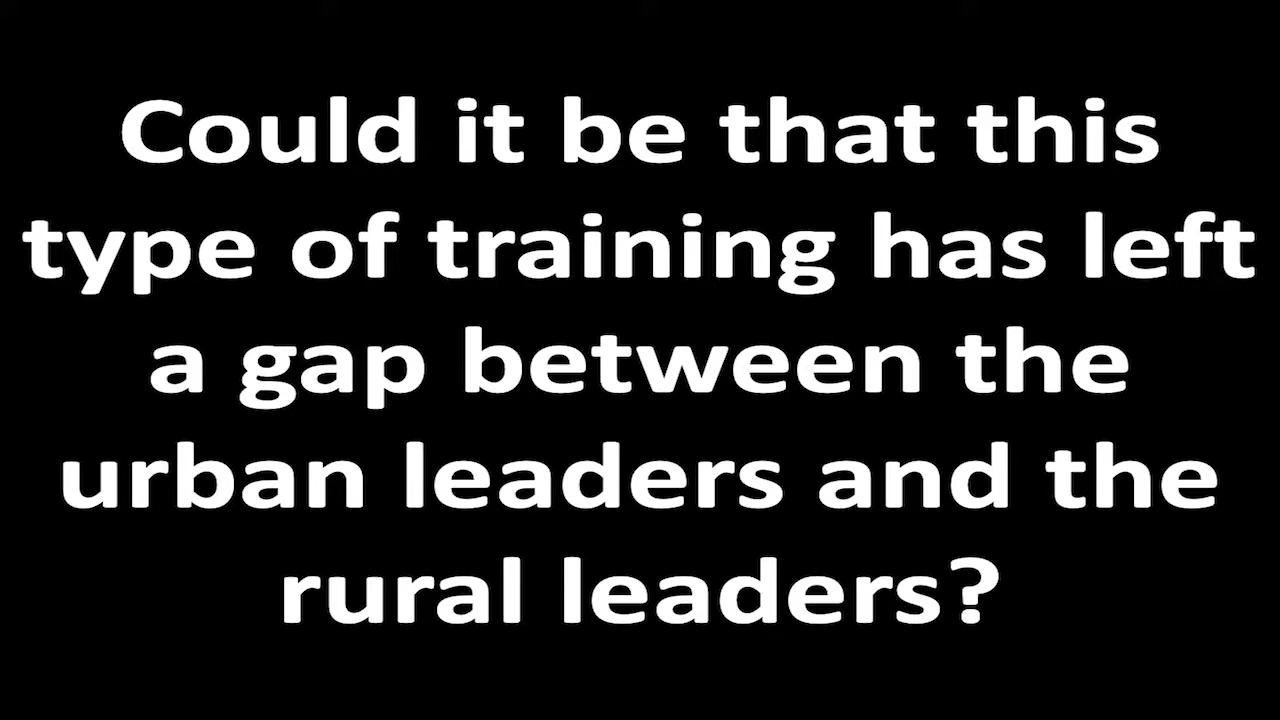 Could it be that this
type of training has left
a gap between the
urban leaders and the
rural leaders?